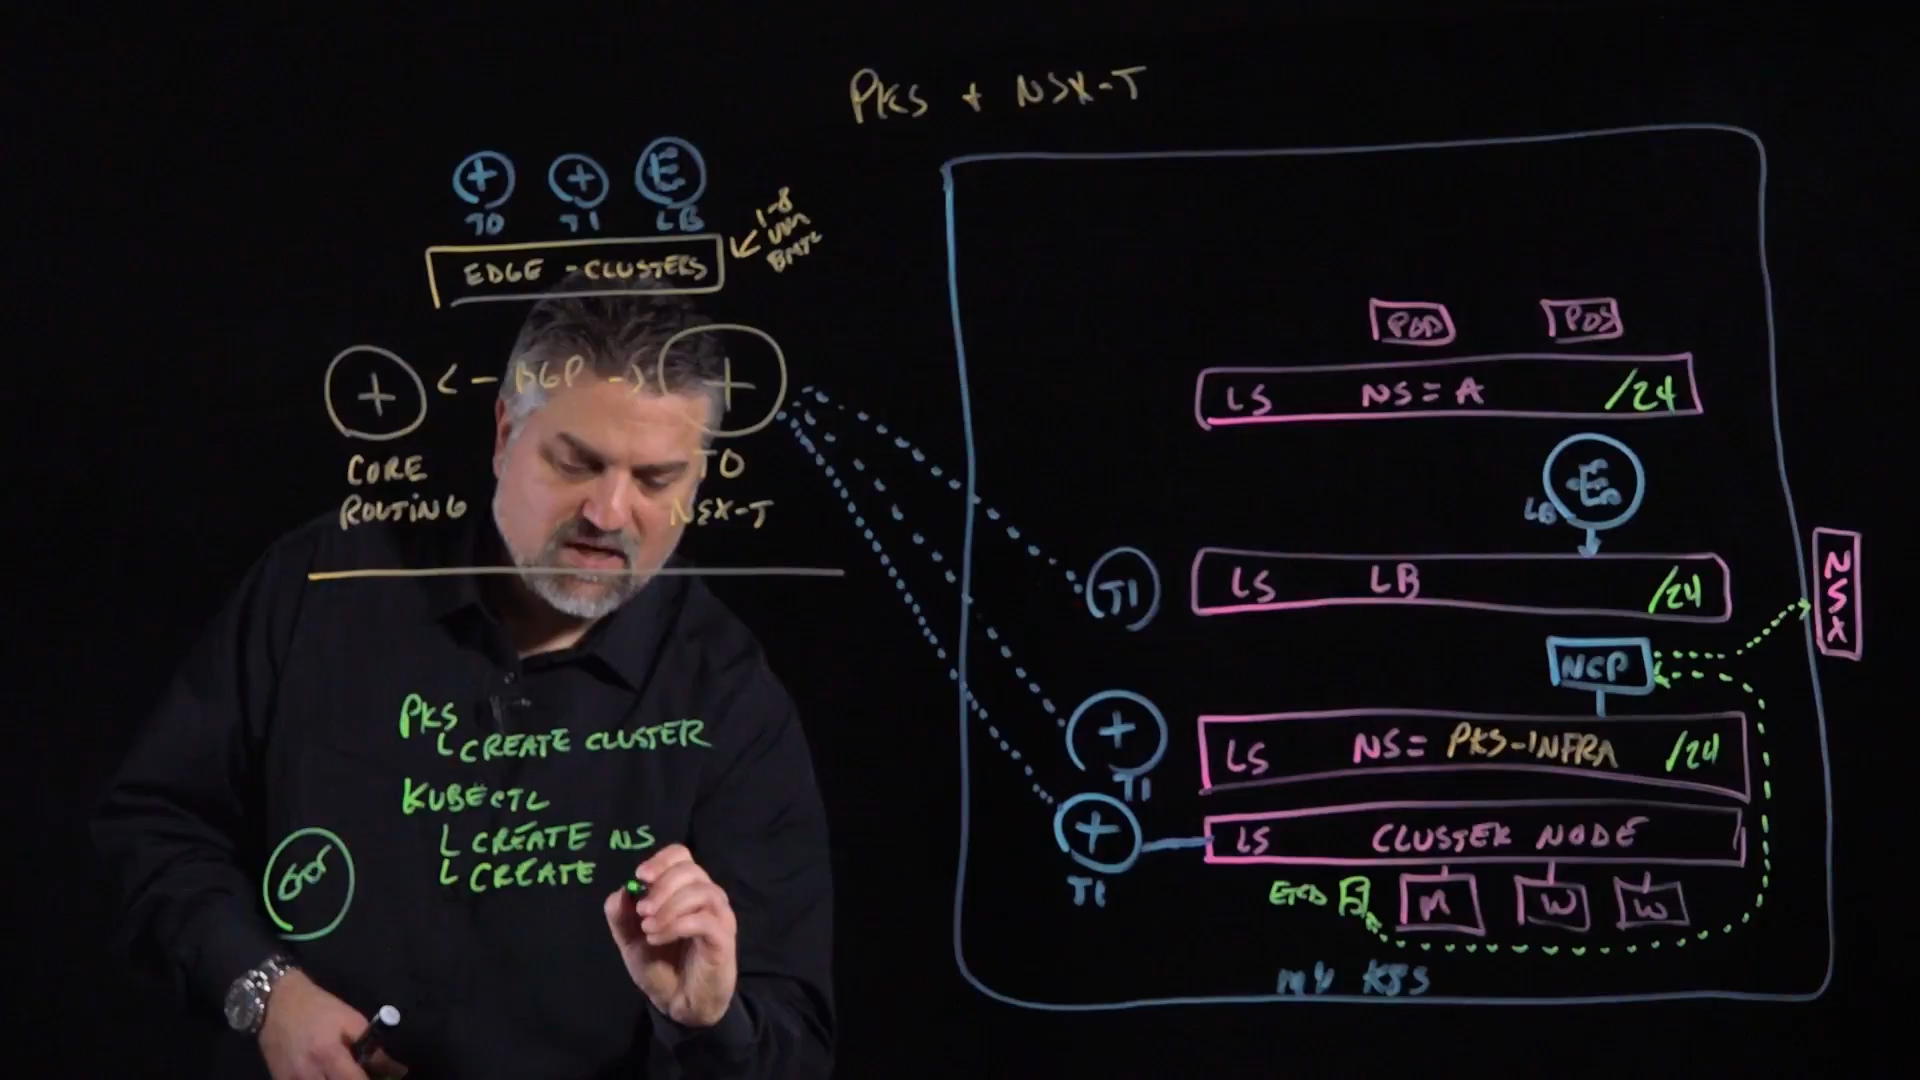 PKS + NSX-T
T0 T1 LB
EDGE - CLUSTERS
1-8
VM
+ <- BGP -> +
CORE
ROUTING
T0
NSX-T
PKS
L CREATE CLUSTER
KUBECTL
L CREATE NS
L CREATE
POD POD
LS NS = A /24
LB
T1
LS LB /24
NSX
NCP
+
T1
LS NS = PKS-INFRA /24
+
T1
LS CLUSTER NODE
ETCD M W W
MY K8S